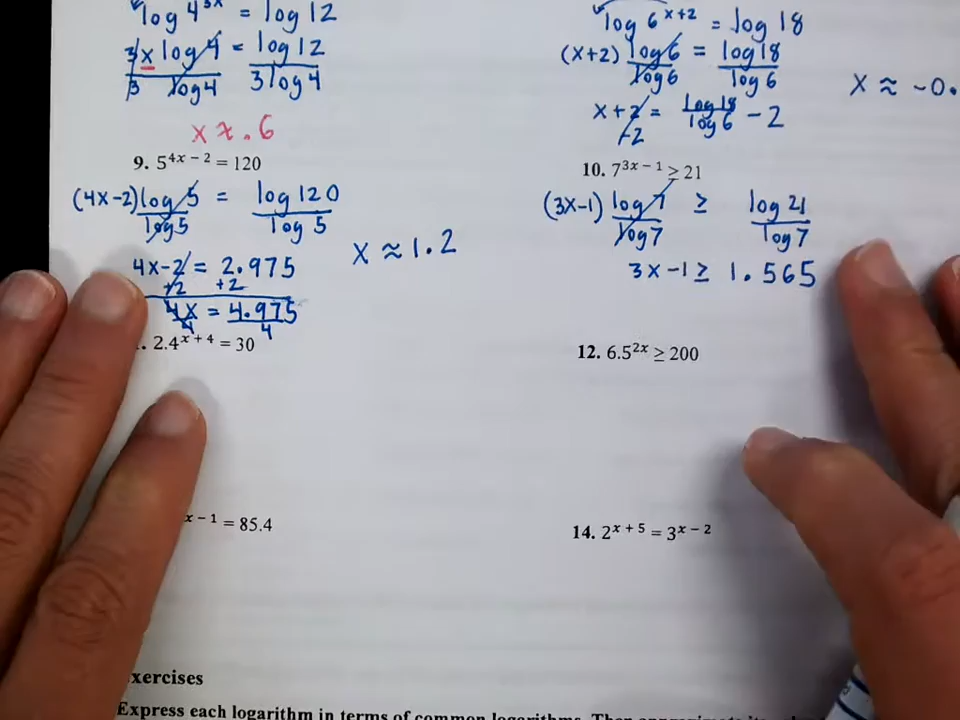 log 4^3x = log 12
3x log 4 = log 12
3 log 4 3 log 4
x ≈ .6
9. 5^4x − 2 = 120
(4x-2) log 5 = log 120
log 5 log 5
4x-2 = 2.975
+2 +2
4x = 4.975
4 4
x ≈ 1.2
. 2.4^x + 4 = 30
x − 1 = 85.4
xercises
Express each logarithm in terms of common logarithms. Then approximate its
log 6^x+2 = log 18
(x+2) log 6 = log 18
log 6 log 6
x+2 = log 18 - 2
-2 log 6
x ≈ -0.
10. 7^3x − 1 ≥ 21
(3x-1) log 7 ≥ log 21
log 7 log 7
3x -1 ≥ 1.565
12. 6.5^2x ≥ 200
14. 2^x + 5 = 3^x − 2